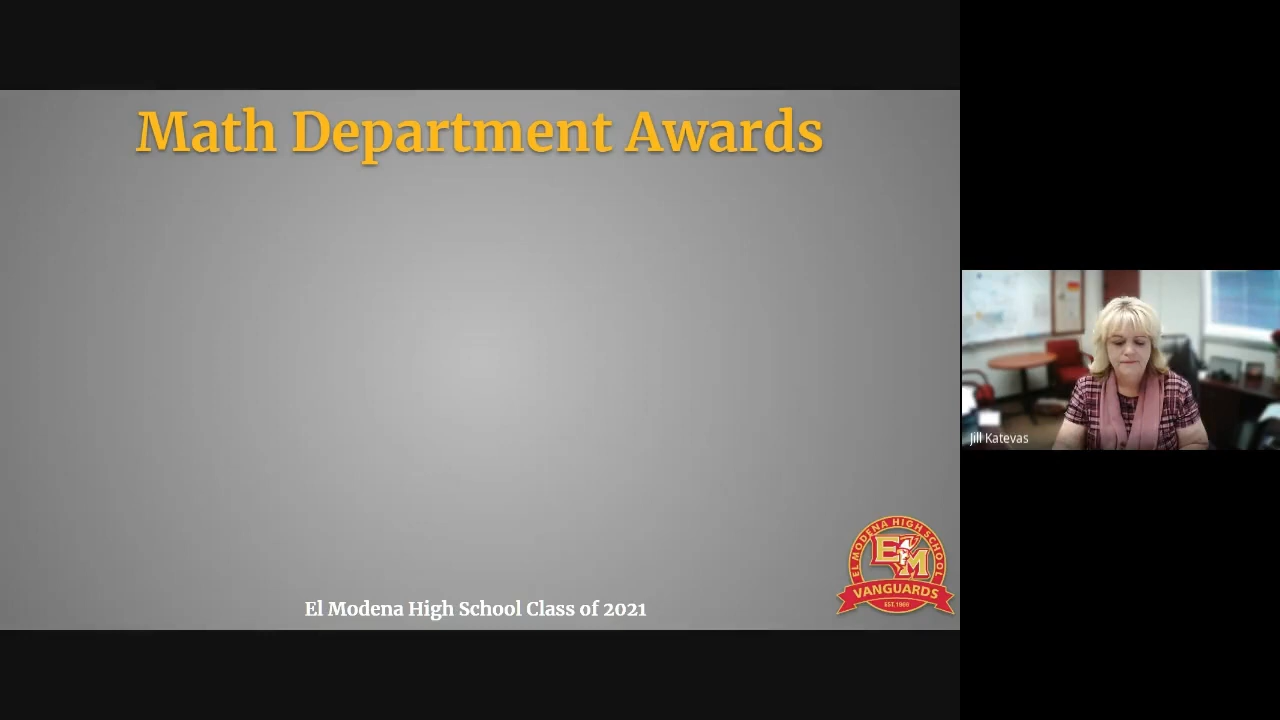 Math Department Awards
El Modena High School Class of 2021
EL MODENA HIGH SCHOOL
EM
VANGUARDS
EST. 1966
Jill Katevas